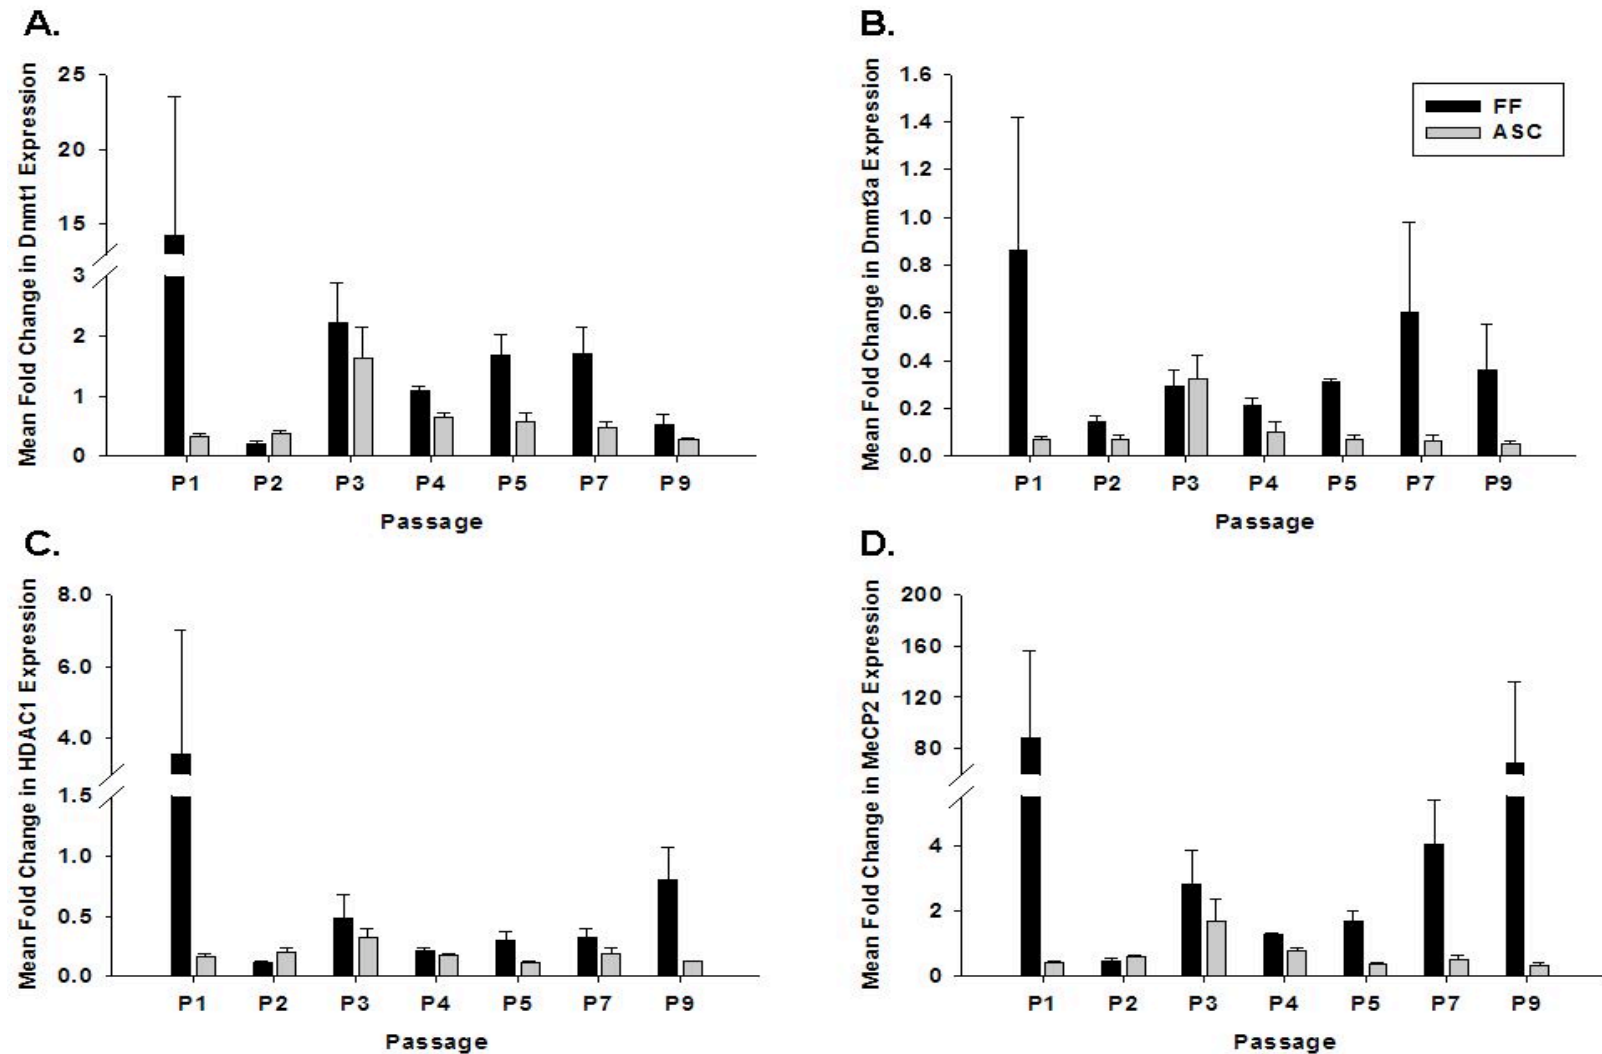 A.
Mean Fold Change in Dnmt1 Expression
25
20
15
3
2
1
0
P1 P2 P3 P4 P5 P7 P9
Passage
B.
Mean Fold Change in Dnmt3a Expression
1.6
1.4
1.2
1.0
0.8
0.6
0.4
0.2
0.0
FF
ASC
P1 P2 P3 P4 P5 P7 P9
Passage
C.
Mean Fold Change in HDAC1 Expression
8.0
6.0
4.0
1.5
1.0
0.5
0.0
P1 P2 P3 P4 P5 P7 P9
Passage
D.
Mean Fold Change in MeCP2 Expression
200
160
120
80
4
2
0
P1 P2 P3 P4 P5 P7 P9
Passage